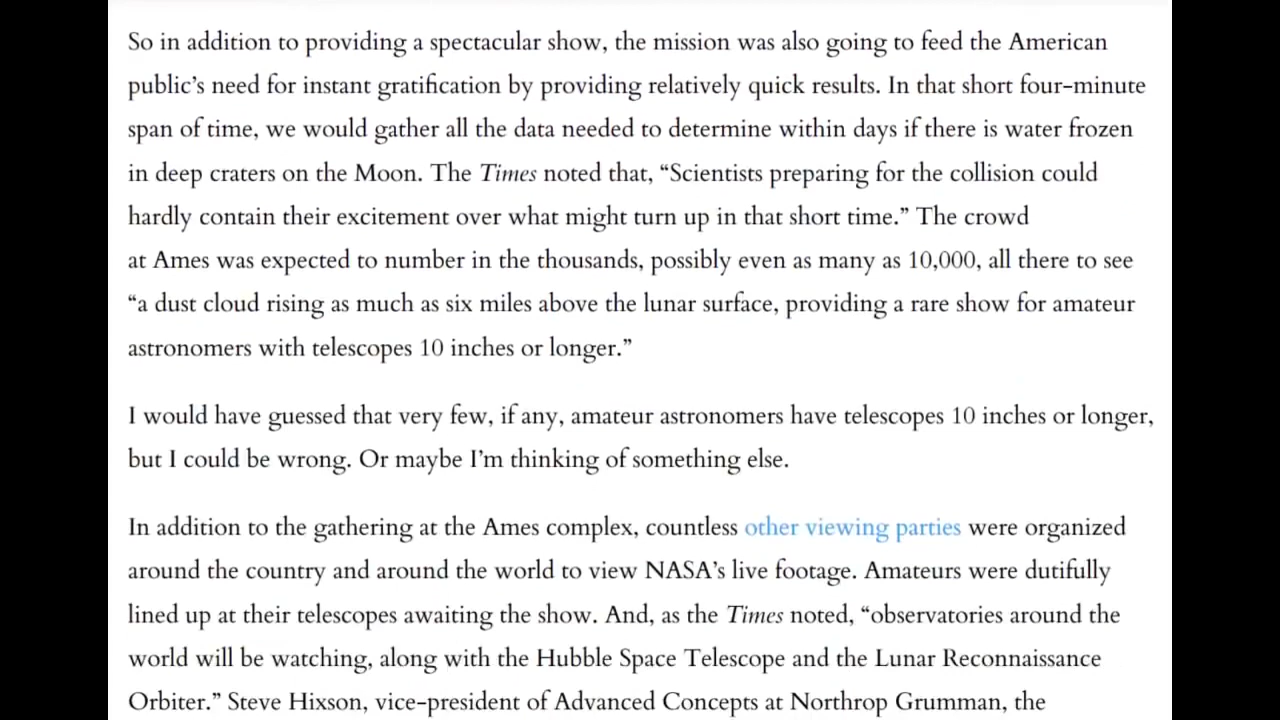 So in addition to providing a spectacular show, the mission was also going to feed the American
public’s need for instant gratification by providing relatively quick results. In that short four-minute
span of time, we would gather all the data needed to determine within days if there is water frozen
in deep craters on the Moon. The Times noted that, “Scientists preparing for the collision could
hardly contain their excitement over what might turn up in that short time.” The crowd
at Ames was expected to number in the thousands, possibly even as many as 10,000, all there to see
“a dust cloud rising as much as six miles above the lunar surface, providing a rare show for amateur
astronomers with telescopes 10 inches or longer.”
I would have guessed that very few, if any, amateur astronomers have telescopes 10 inches or longer,
but I could be wrong. Or maybe I’m thinking of something else.
In addition to the gathering at the Ames complex, countless other viewing parties were organized
around the country and around the world to view NASA’s live footage. Amateurs were dutifully
lined up at their telescopes awaiting the show. And, as the Times noted, “observatories around the
world will be watching, along with the Hubble Space Telescope and the Lunar Reconnaissance
Orbiter.” Steve Hixson, vice-president of Advanced Concepts at Northrop Grumman, the